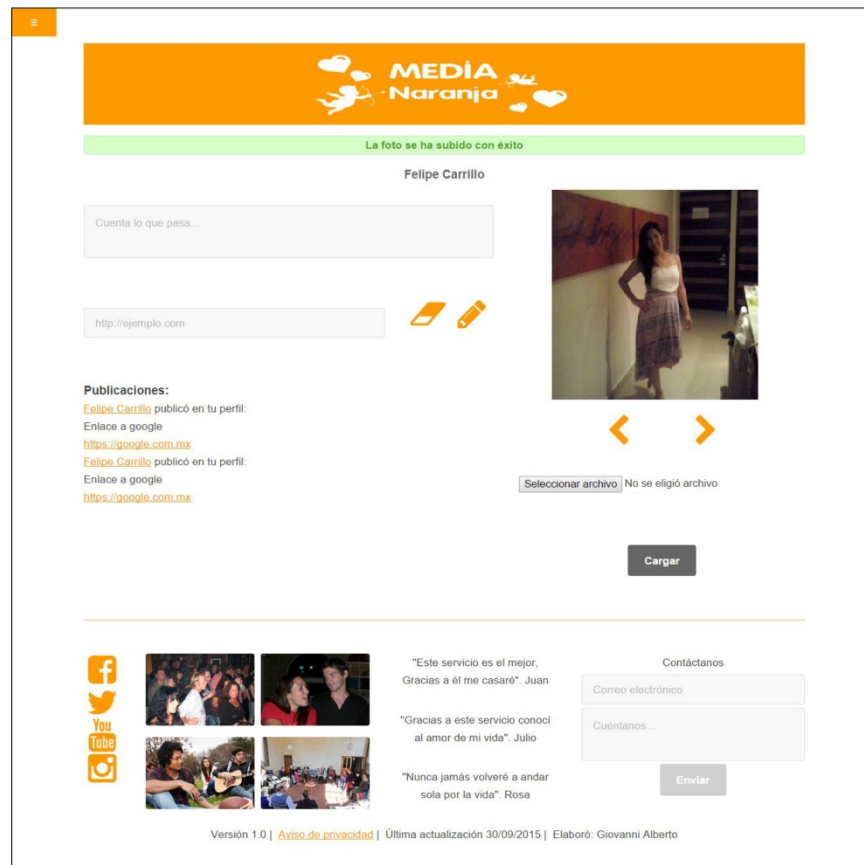 MEDIA
Naranja
La foto se ha subido con éxito
Felipe Carrillo
Cuenta lo que pasa...
http://ejemplo.com
Publicaciones:
Felipe Carrillo publicó en tu perfil:
Enlace a google
https://google.com.mx
Felipe Carrillo publicó en tu perfil:
Enlace a google
https://google.com.mx
Seleccionar archivo No se eligió archivo
Cargar
You
Tube
"Este servicio es el mejor,
Gracias a él me casaré". Juan
"Gracias a este servicio conocí
al amor de mi vida". Julio
"Nunca jamás volveré a andar
sola por la vida". Rosa
Contáctanos
Correo electrónico
Cuéntanos...
Enviar
Versión 1.0 | Aviso de privacidad | Última actualización 30/09/2015 | Elaboró: Giovanni Alberto